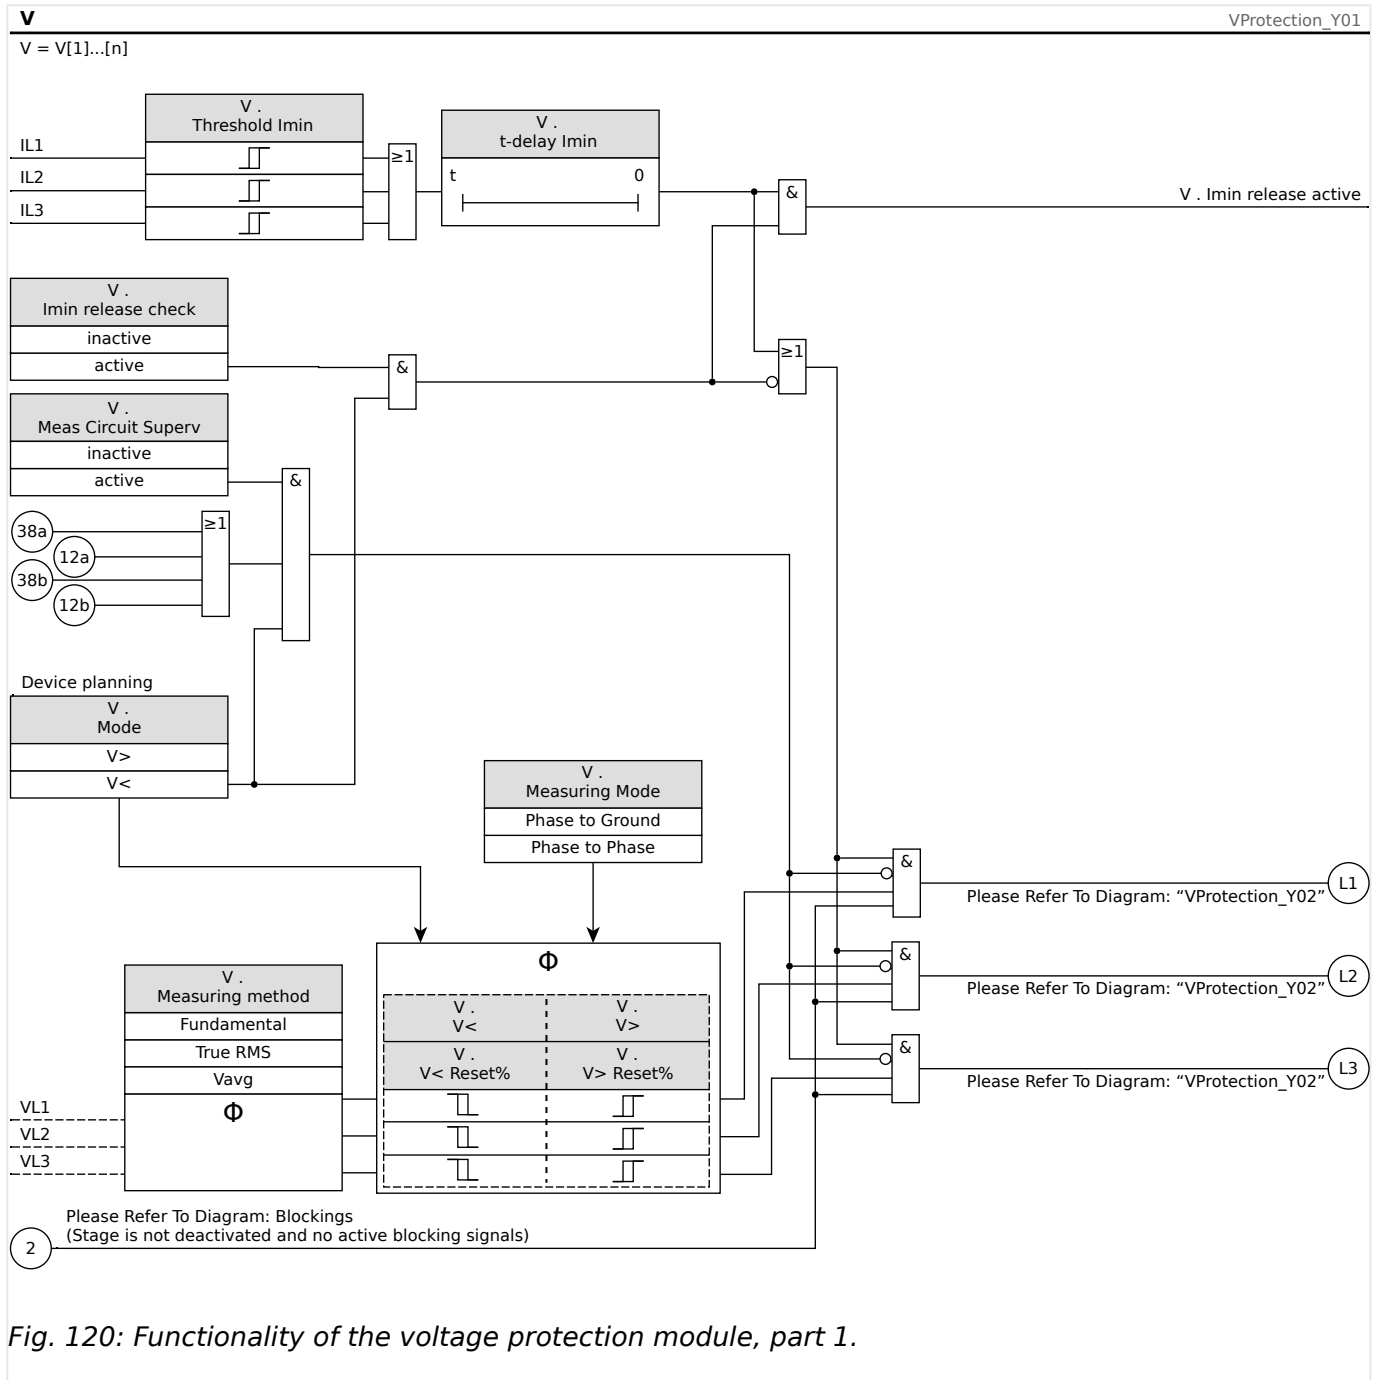 V
VProtection_Y01
V = V[1]...[n]
V .
Threshold Imin
IL1
IL2
IL3
≥1
V .
t-delay Imin
t
0
&
V . Imin release active
V .
Imin release check
inactive
active
&
≥1
V .
Meas Circuit Superv
inactive
active
&
38a
12a
38b
12b
≥1
Device planning
V .
Mode
V>
V<
V .
Measuring Mode
Phase to Ground
Phase to Phase
&
L1
Please Refer To Diagram: “VProtection_Y02”
&
L2
Please Refer To Diagram: “VProtection_Y02”
&
L3
Please Refer To Diagram: “VProtection_Y02”
V .
Measuring method
Fundamental
True RMS
Vavg
Φ
VL1
VL2
VL3
Φ
V .
V<
V .
V>
V .
V< Reset%
V .
V> Reset%
Please Refer To Diagram: Blockings
(Stage is not deactivated and no active blocking signals)
2
Fig. 120: Functionality of the voltage protection module, part 1.